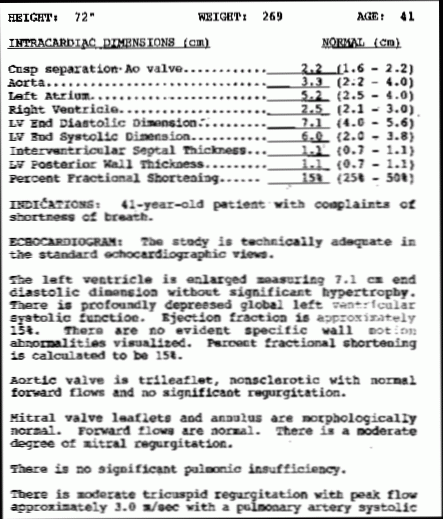 HEIGHT: 72" WEIGHT: 269 AGE: 41
INTRACARDIAC DIMENSIONS (cm) NORMAL (cm)
Cusp separation-Ao valve............ 2.2 (1.6 - 2.2)
Aorta............................... 3.3 (2.2 - 4.0)
Left Atrium......................... 5.2 (2.5 - 4.0)
Right Ventricle..................... 2.5 (2.1 - 3.0)
LV End Diastolic Dimension.......... 7.1 (4.0 - 5.6)
LV End Systolic Dimension........... 6.0 (2.0 - 3.8)
Interventricular Septal Thickness... 1.1 (0.7 - 1.1)
LV Posterior Wall Thickness......... 1.1 (0.7 - 1.1)
Percent Fractional Shortening....... 15% (25% - 50%)
INDICATIONS: 41-year-old patient with complaints of
shortness of breath.
ECHOCARDIOGRAM: The study is technically adequate in
the standard echocardiographic views.
The left ventricle is enlarged measuring 7.1 cm end
diastolic dimension without significant hypertrophy.
There is profoundly depressed global left ventricular
systolic function. Ejection fraction is approximately
15%. There are no evident specific wall motion
abnormalities visualized. Percent fractional shortening
is calculated to be 15%.
Aortic valve is trileaflet, nonsclerotic with normal
forward flows and no significant regurgitation.
Mitral valve leaflets and annulus are morphologically
normal. Forward flows are normal. There is a moderate
degree of mitral regurgitation.
There is no significant pulmonic insufficiency.
There is moderate tricuspid regurgitation with peak flow
approximately 3.0 m/sec with a pulmonary artery systolic